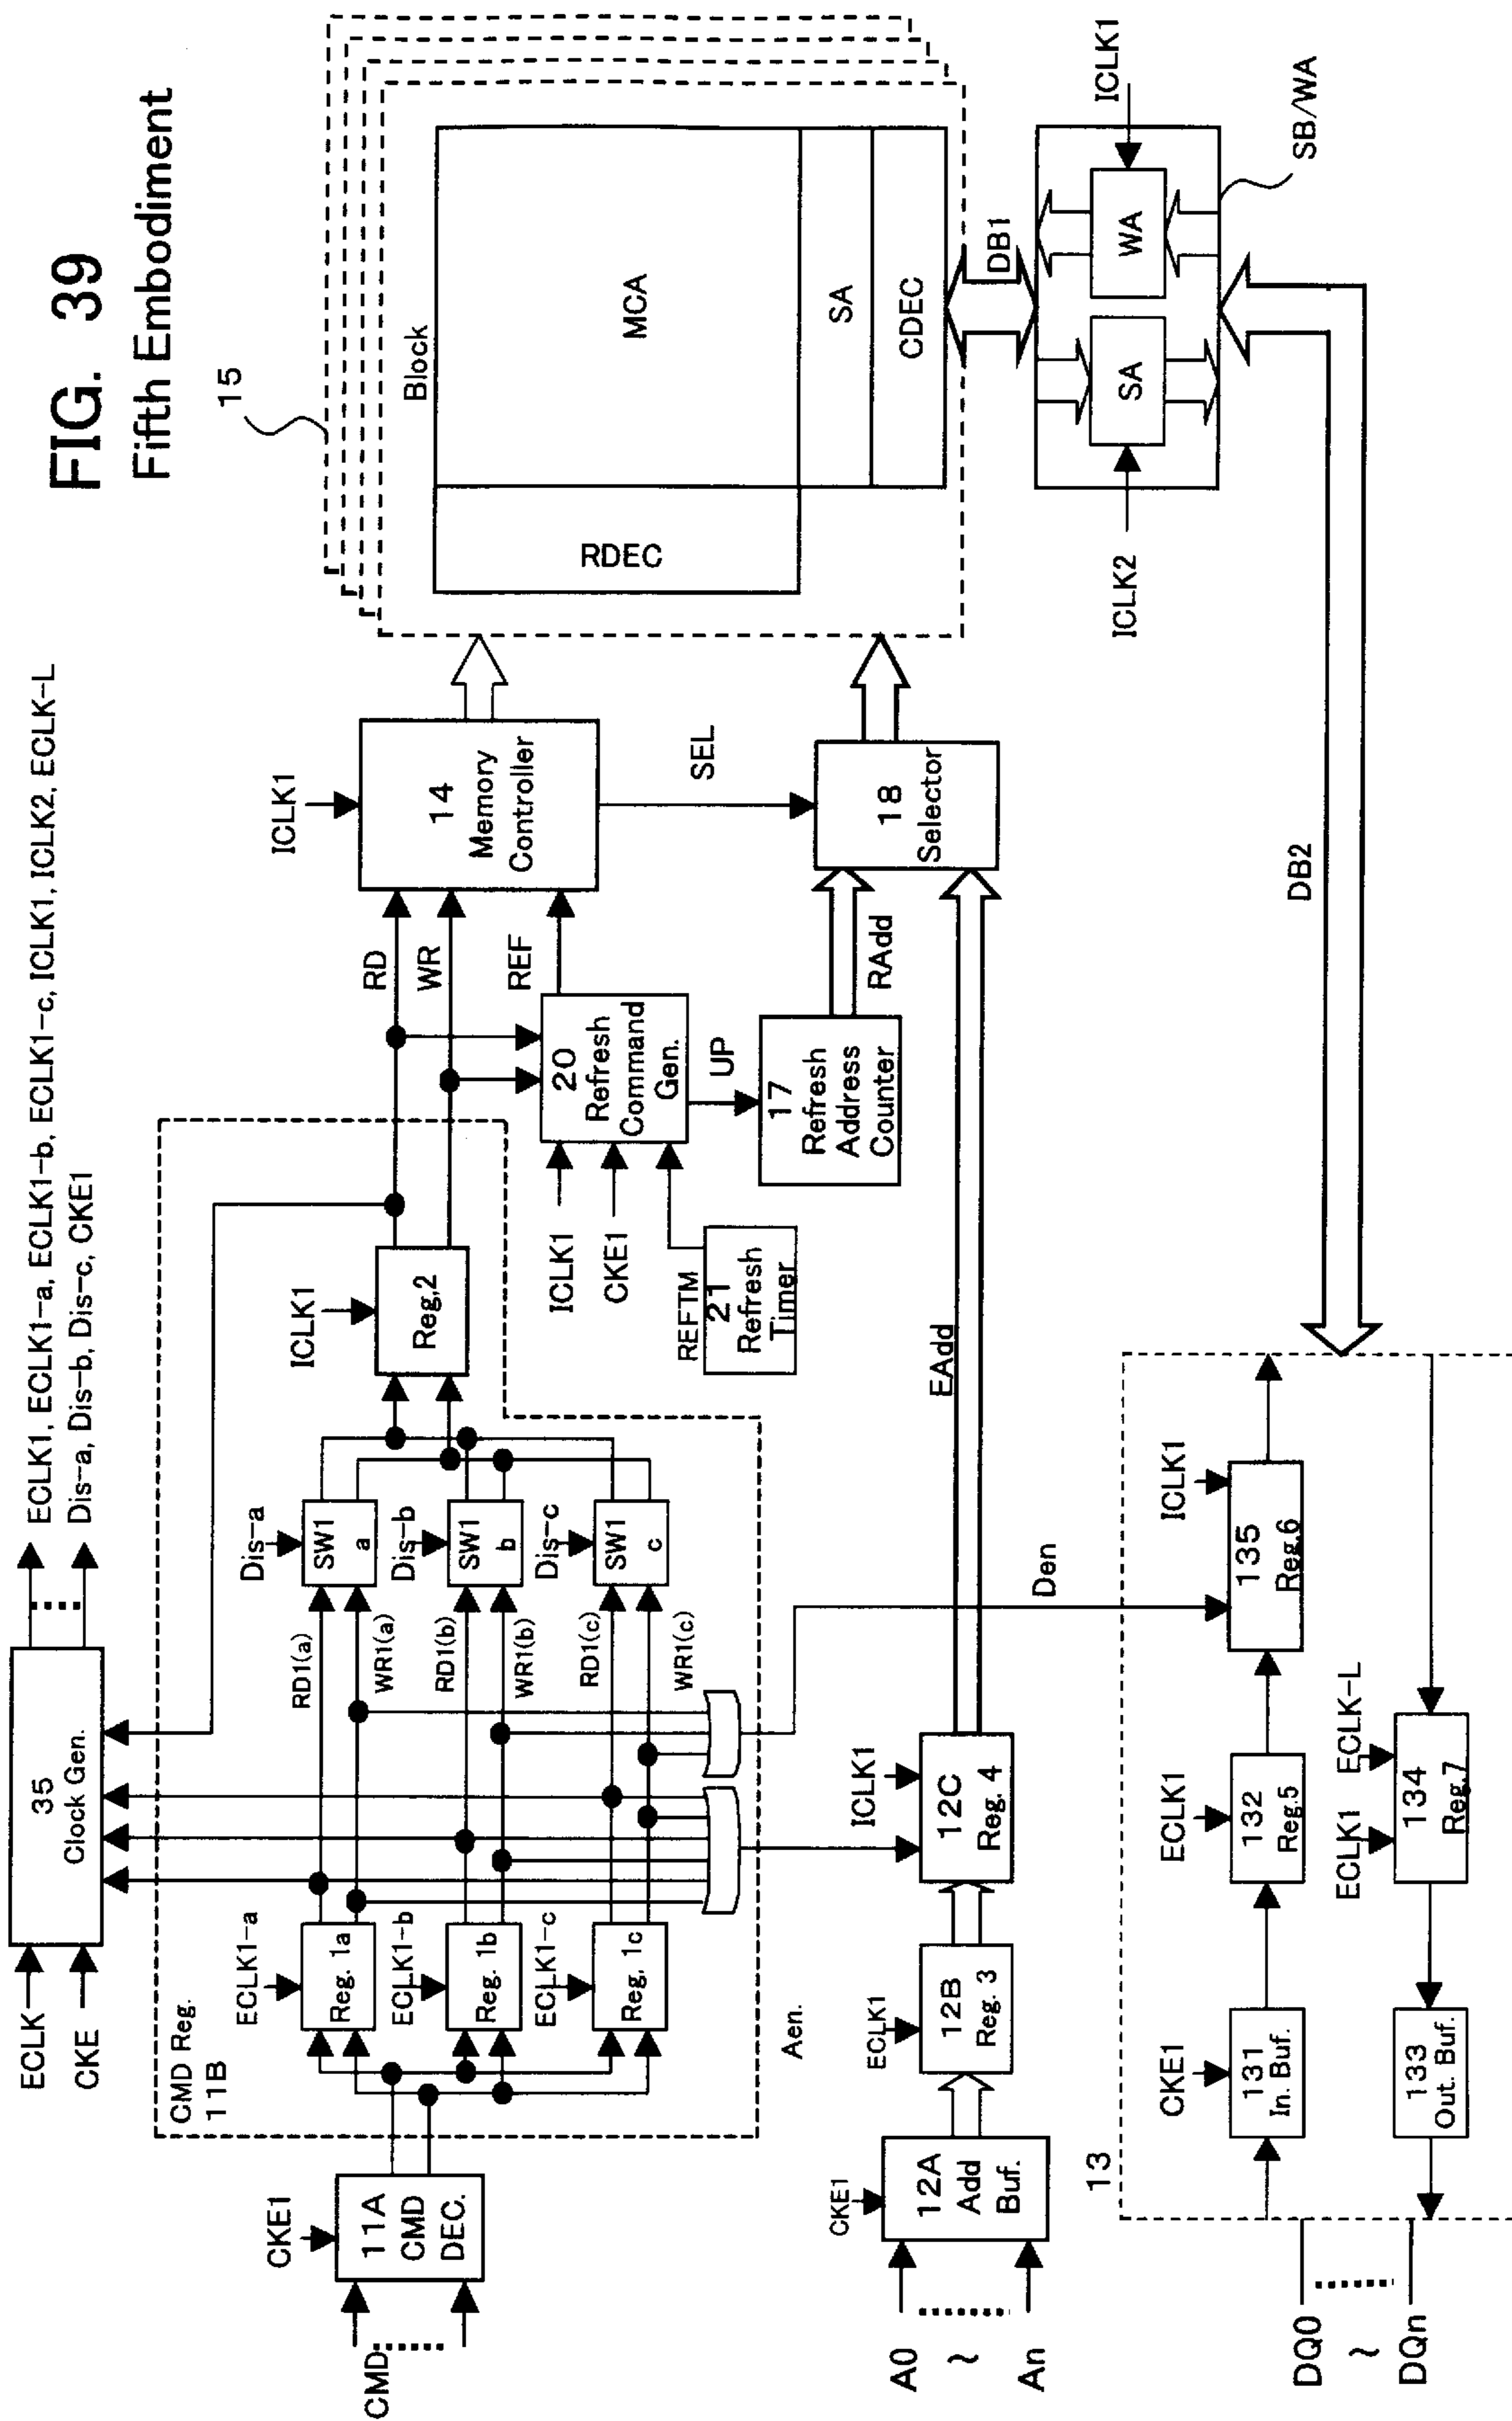 FIG. 39
Fifth Embodiment
ECLK
CKE
35
Clock Gen.
ECLK1, ECLK1-a, ECLK1-b, ECLK1-c, ICLK1, ICLK2, ECLK-L
Dis-a, Dis-b, Dis-c, CKE1
CMD Reg.
11B
CMD
CKE1
11A
CMD
DEC.
ECLK1-a
Reg. 1a
ECLK1-b
Reg. 1b
ECLK1-c
Reg, 1c
RD1(a)
WR1(a)
RD1(b)
WR1(b)
RD1(c)
WR1(c)
Dis-a
SW1
a
Dis-b
SW1
b
Dis-c
SW1
c
ICLK1
Reg,2
RD
WR
REF
ICLK1
CKE1
20
Refresh
Command
Gen.
REFTM
21
Refresh
Timer
UP
17
Refresh
Address
Counter
RAdd
ICLK1
14
Memory
Controller
SEL
18
Selector
15
Block
MCA
RDEC
SA
CDEC
DB1
ICLK2
SA
WA
ICLK1
SB/WA
A0
~
An
CKE1
12A
Add
Buf.
ECLK1
12B
Reg. 3
Aen.
ICLK1
12C
Reg. 4
EAdd
Den
DB2
DQ0
~
DQn
13
CKE1
131
In. Buf.
ECLK1
132
Reg.5
ICLK1
135
Reg.6
133
Out. Buf.
ECLK1
ECLK-L
134
Reg.7